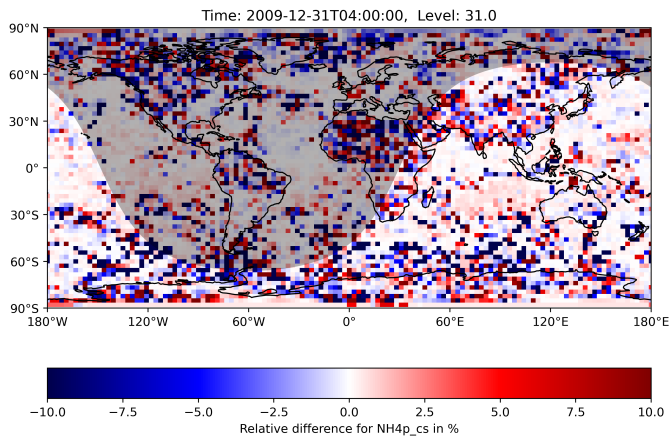 Time: 2009-12-31T04:00:00,  Level: 31.0
90°N
60°N
30°N
0°
30°S
60°S
90°S
180°W 120°W 60°W 0° 60°E 120°E 180°E
−10.0 −7.5 −5.0 −2.5 0.0 2.5 5.0 7.5 10.0
Relative difference for NH4p_cs in %